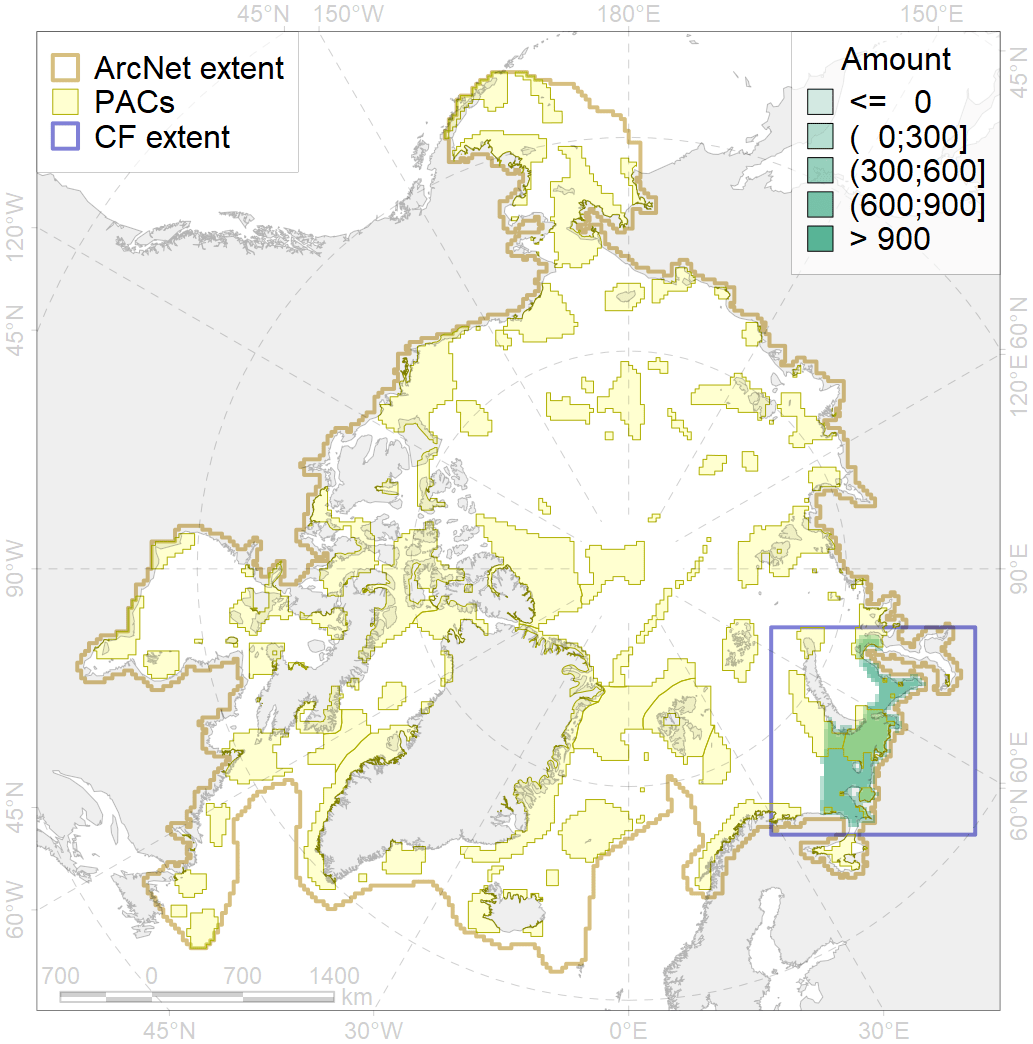 45°N 150°W 180°E 150°E
ArcNet extent
PACs
CF extent
Amount
<= 0
( 0;300]
(300;600]
(600;900]
> 900
45°N
120°W
45°N
60°N
120°E
90°W
90°E
60°E
45°N
60°N
60°W
700 0 700 1400
km
45°N 30°W 0°E 30°E